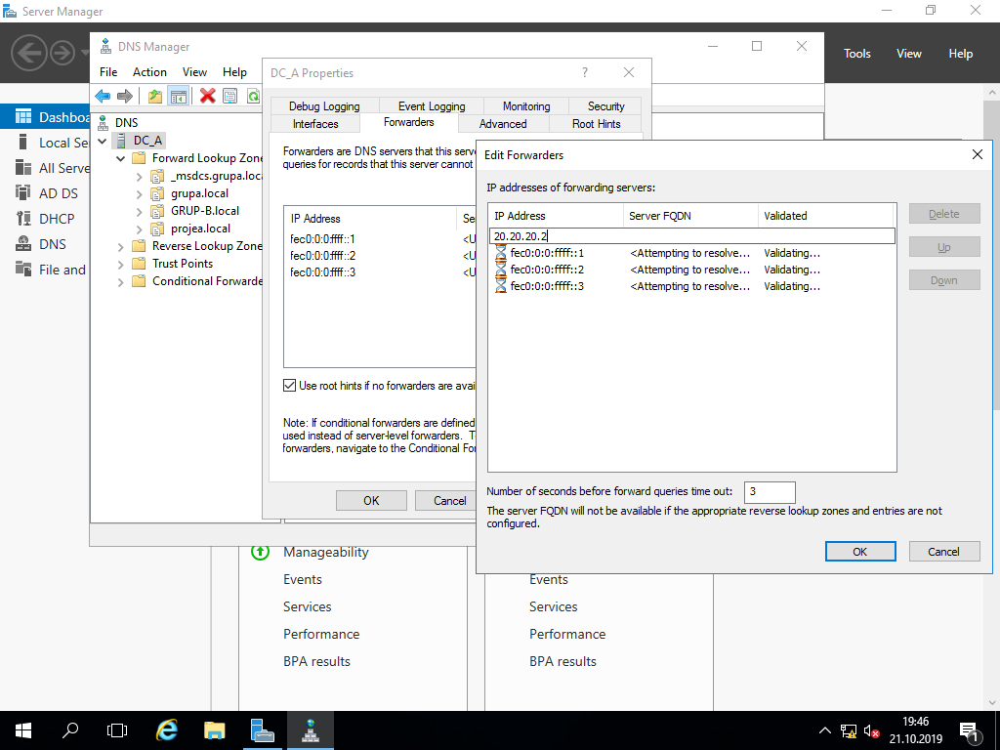 Server Manager
Tools View Help
DNS Manager
File Action View Help
Dashboa
Local Se
All Serve
AD DS
DHCP
DNS
File and
DNS
DC_A
Forward Lookup Zone
_msdcs.grupa.loca
grupa.local
GRUP-B.local
projea.local
Reverse Lookup Zone
Trust Points
Conditional Forwarde
DC_A Properties
?
Debug Logging Event Logging Monitoring Security
Interfaces Forwarders Advanced Root Hints
Forwarders are DNS servers that this serve
queries for records that this server cannot
IP Address Se
fec0:0:0:ffff::1 <U
fec0:0:0:ffff::2 <U
fec0:0:0:ffff::3 <U
Use root hints if no forwarders are avai
Note: If conditional forwarders are defined
used instead of server-level forwarders. T
forwarders, navigate to the Conditional Fo
OK Cancel
Edit Forwarders
IP addresses of forwarding servers:
IP Address Server FQDN Validated
20.20.20.2
fec0:0:0:ffff::1 <Attempting to resolve... Validating...
fec0:0:0:ffff::2 <Attempting to resolve... Validating...
fec0:0:0:ffff::3 <Attempting to resolve... Validating...
Delete
Up
Down
Number of seconds before forward queries time out: 3
The server FQDN will not be available if the appropriate reverse lookup zones and entries are not
configured.
OK Cancel
Manageability
Events
Services
Performance
BPA results
Events
Services
Performance
BPA results
19:46
21.10.2019
1